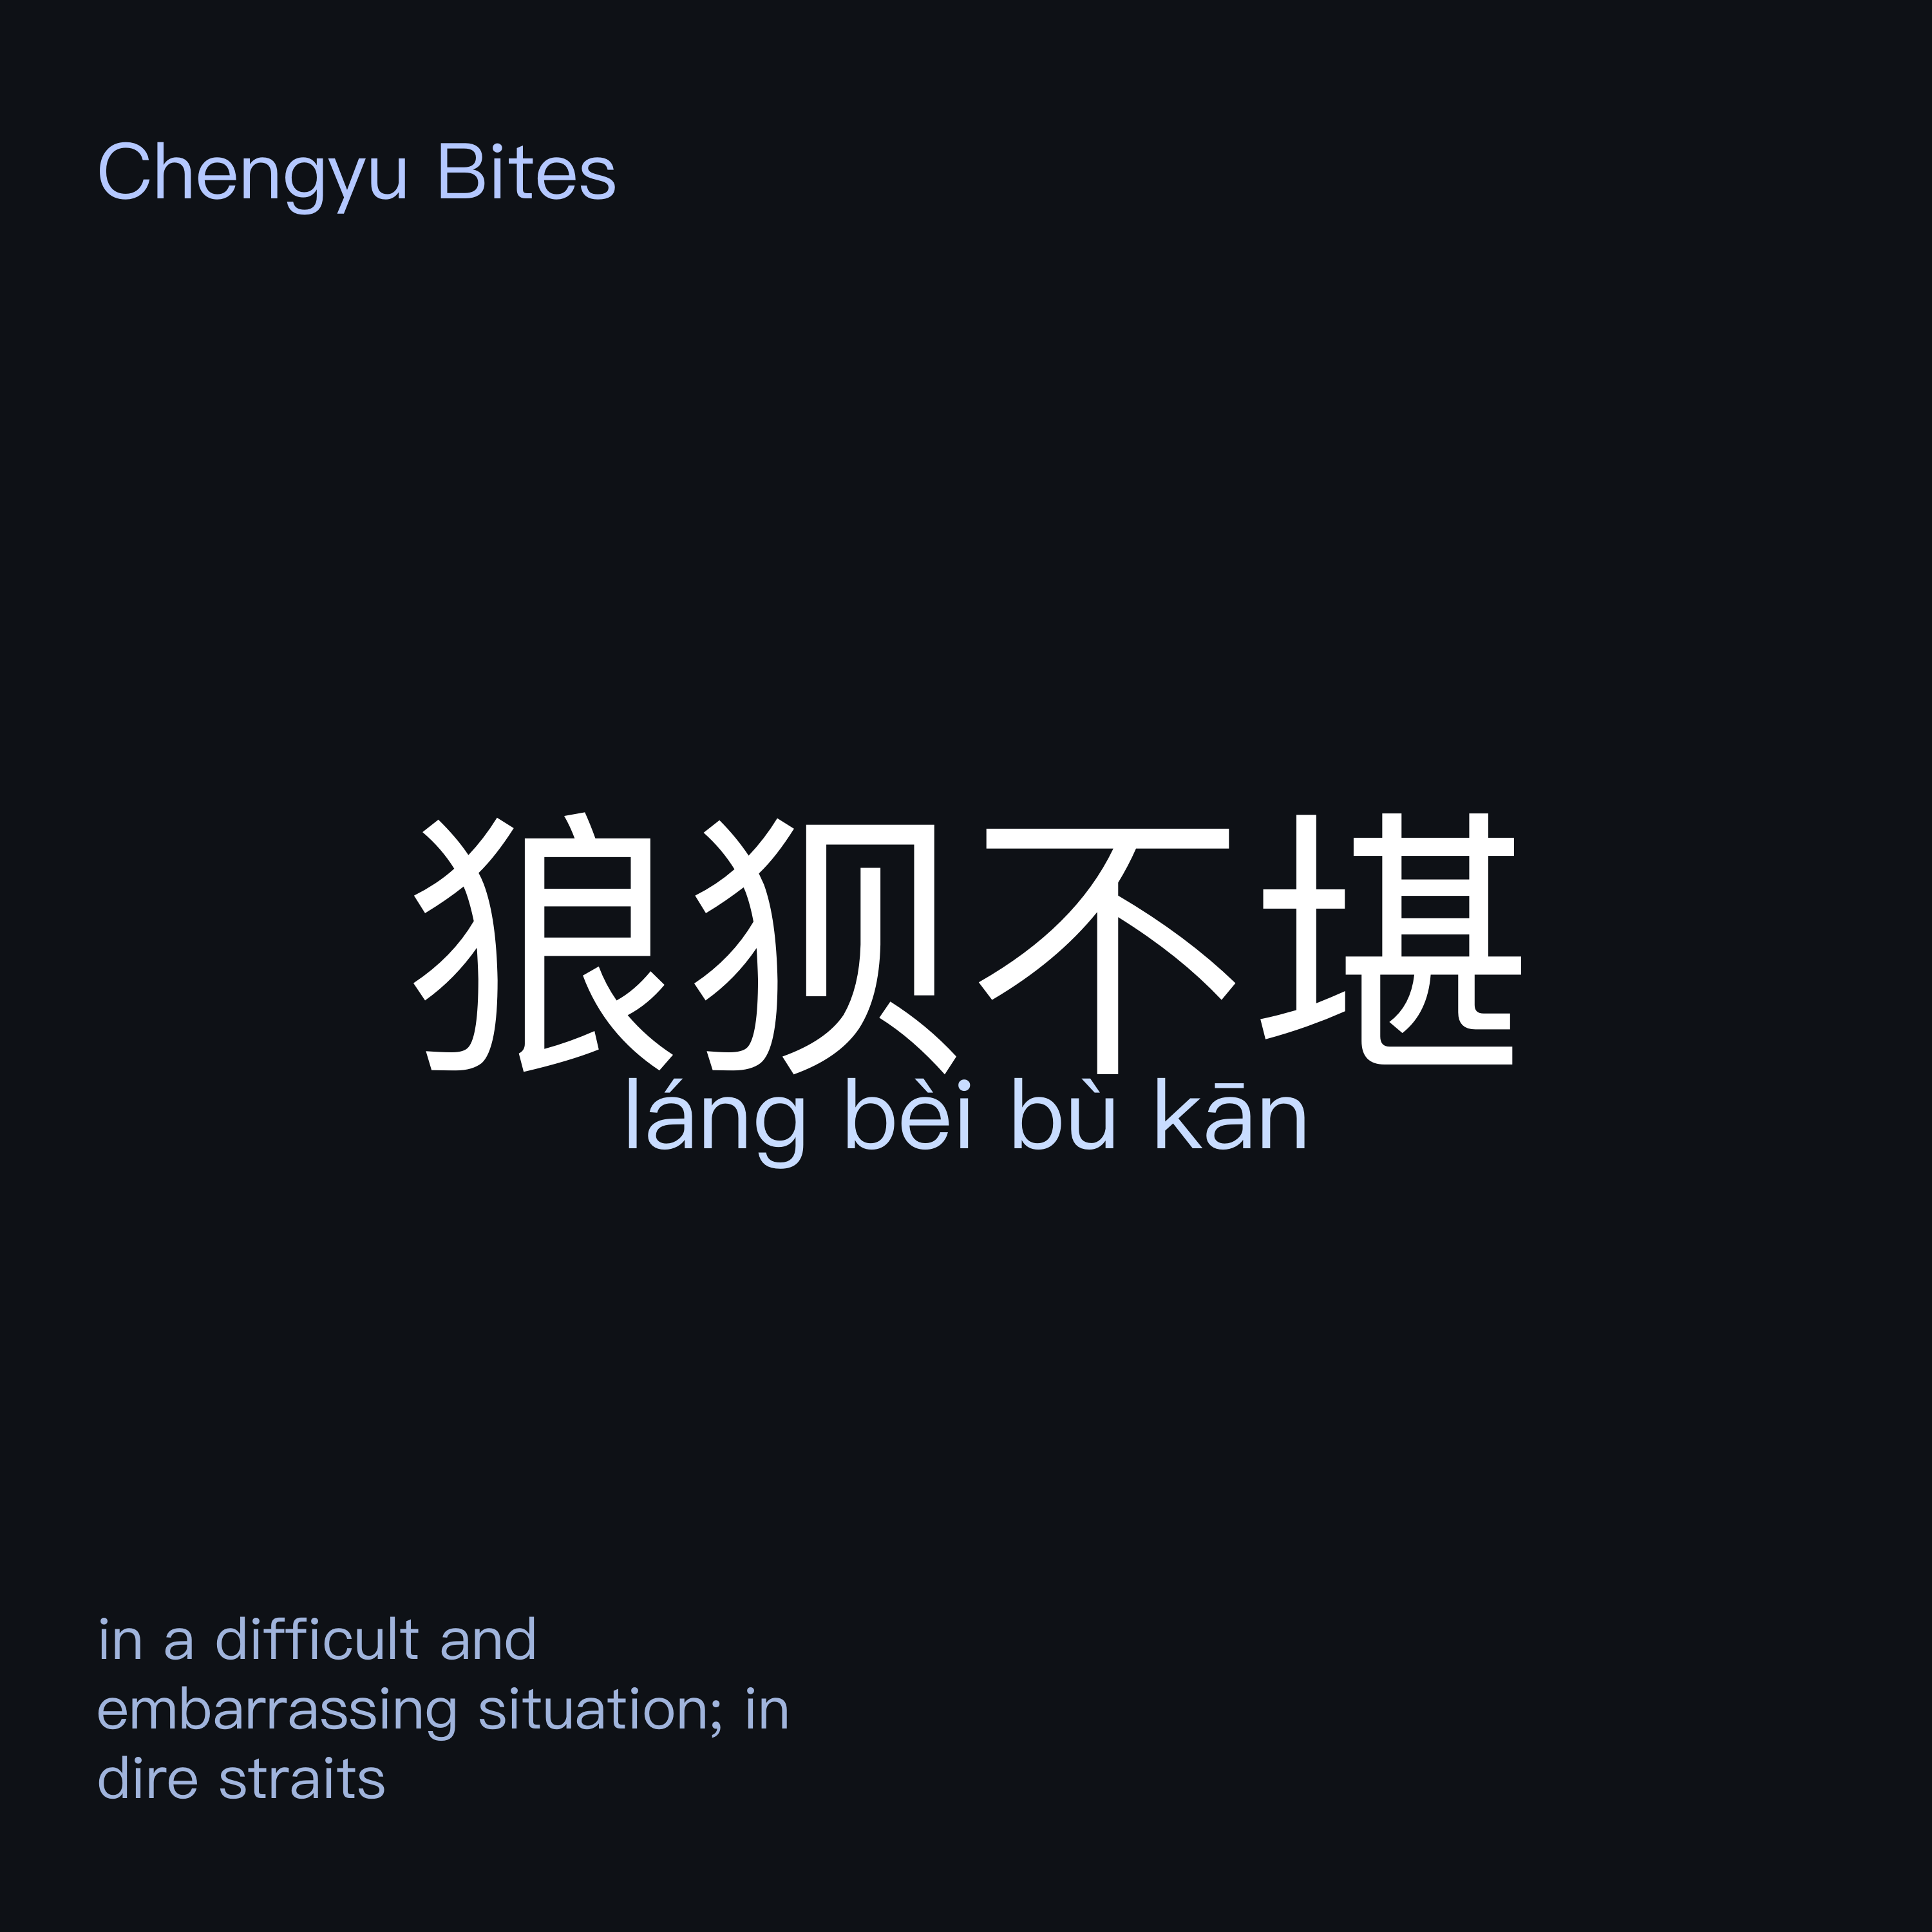 Chengyu Bites
狼狈不堪
láng bèi bù kān
in a difficult and
embarrassing situation; in
dire straits